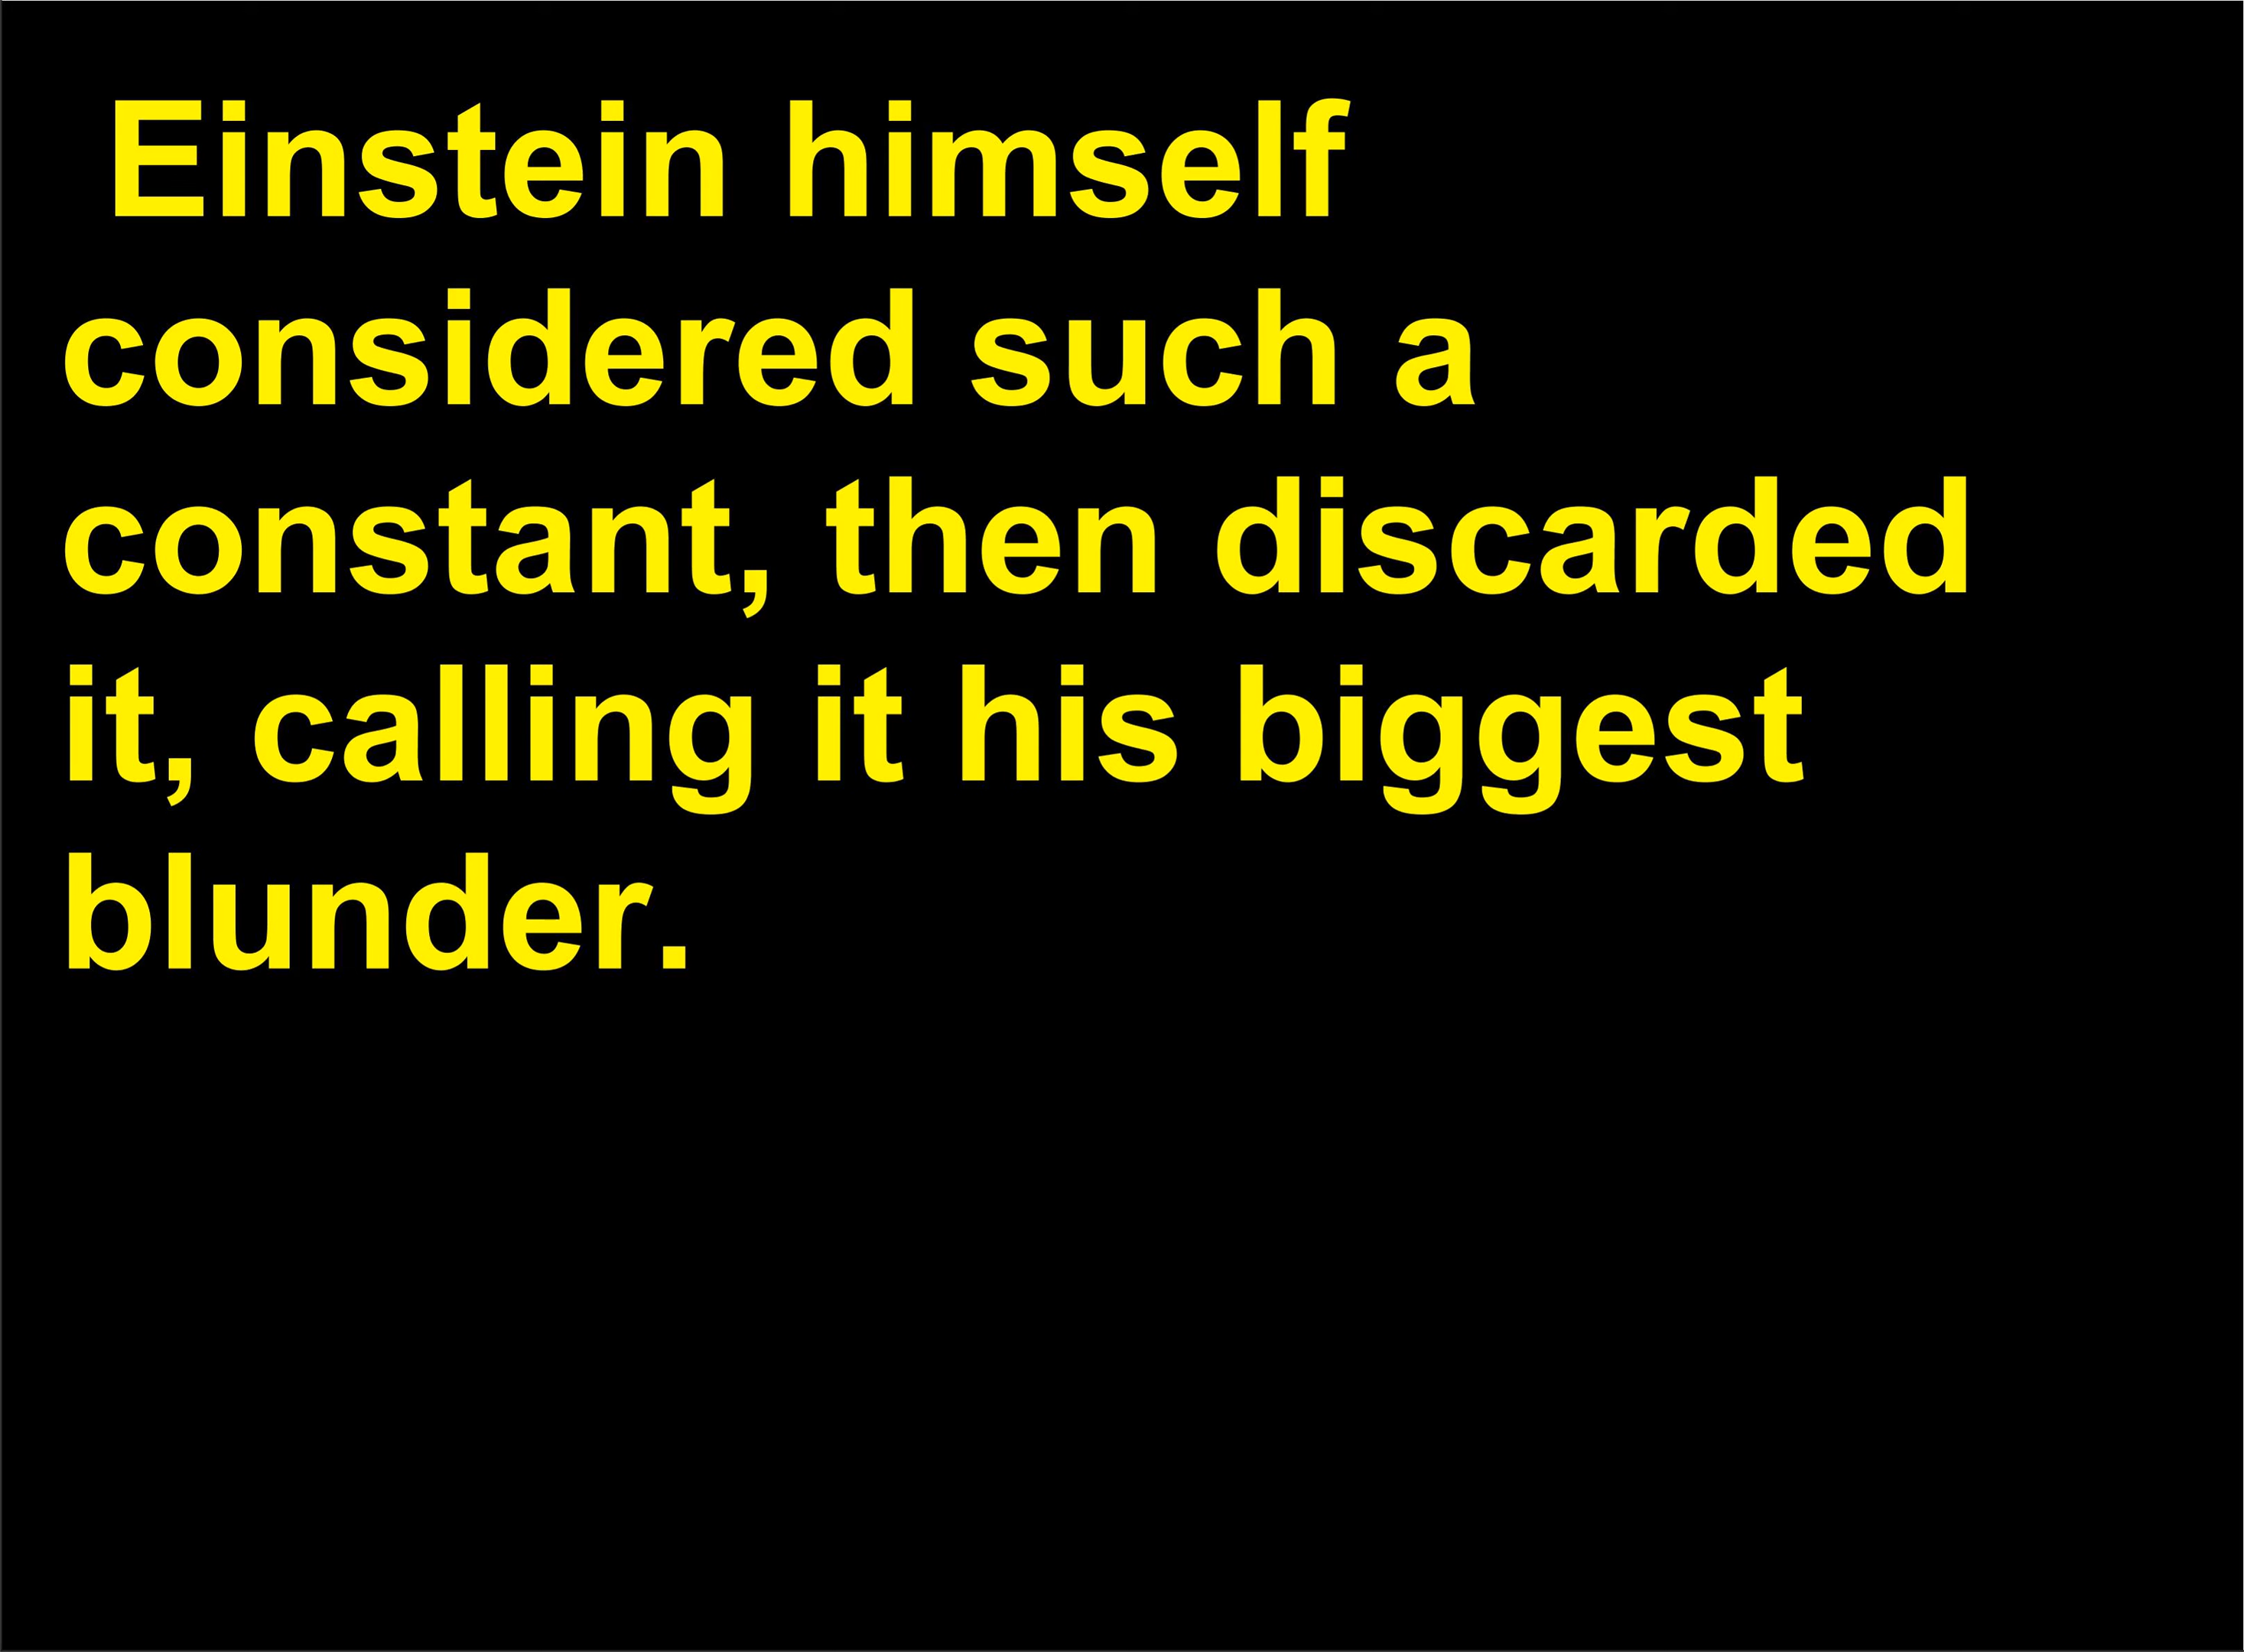 Einstein himself
considered such a
constant, then discarded
it, calling it his biggest
blunder.